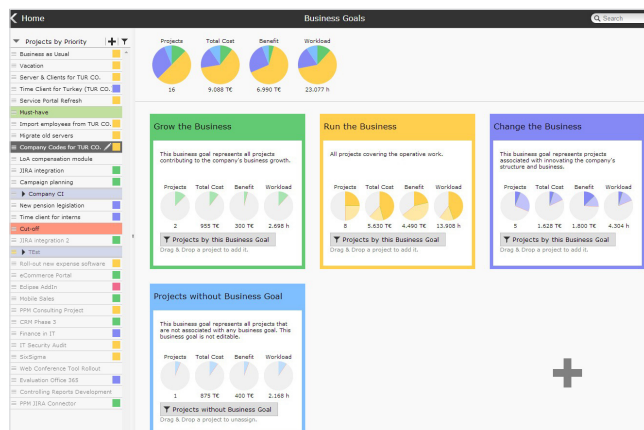 Home
Business Goals
Search
Projects by Priority
Business as Usual
Vacation
Server & Clients for TUR CO.
Time Client for Turkey (TUR CO.
Service Portal Refresh
Must-have
Import employees from TUR CO.
Migrate old servers
Company Codes for TUR CO.
LoA compensation module
JIRA integration
Campaign planning
Company CI
New pension legislation
Time client for interns
Cut-off
JIRA integration 2
TEst
Roll-out new expense software
eCommerce Portal
Eclipse AddIn
Mobile Sales
PPM Consulting Project
CRM Phase 3
Finance in IT
IT Security Audit
SixSigma
Web Conference Tool Rollout
Evaluation Office 365
Controlling Reports Development
PPM JIRA Connector
Projects Total Cost Benefit Workload
16 9.088 T€ 6.990 T€ 23.077 h
Grow the Business
This business goal represents all projects
contributing to the company's business growth.
Projects Total Cost Benefit Workload
2 955 T€ 300 T€ 2.698 h
Projects by this Business Goal
Drag & Drop a project to add it.
Run the Business
All projects covering the operative work.
Projects Total Cost Benefit Workload
8 5.630 T€ 4.490 T€ 13.908 h
Projects by this Business Goal
Drag & Drop a project to add it.
Change the Business
This business goal represents projects
associated with innovating the company's
structure and business.
Projects Total Cost Benefit Workload
5 1.628 T€ 1,800 T€ 4.304 h
Projects by this Business Goal
Drag & Drop a project to add it.
Projects without Business Goal
This business goal represents all projects that
are not associated with any business goal. This
business goal is not editable.
Projects Total Cost Benefit Workload
1 875 T€ 400 T€ 2.168 h
Projects without Business Goal
Drag & Drop a project to unassign.